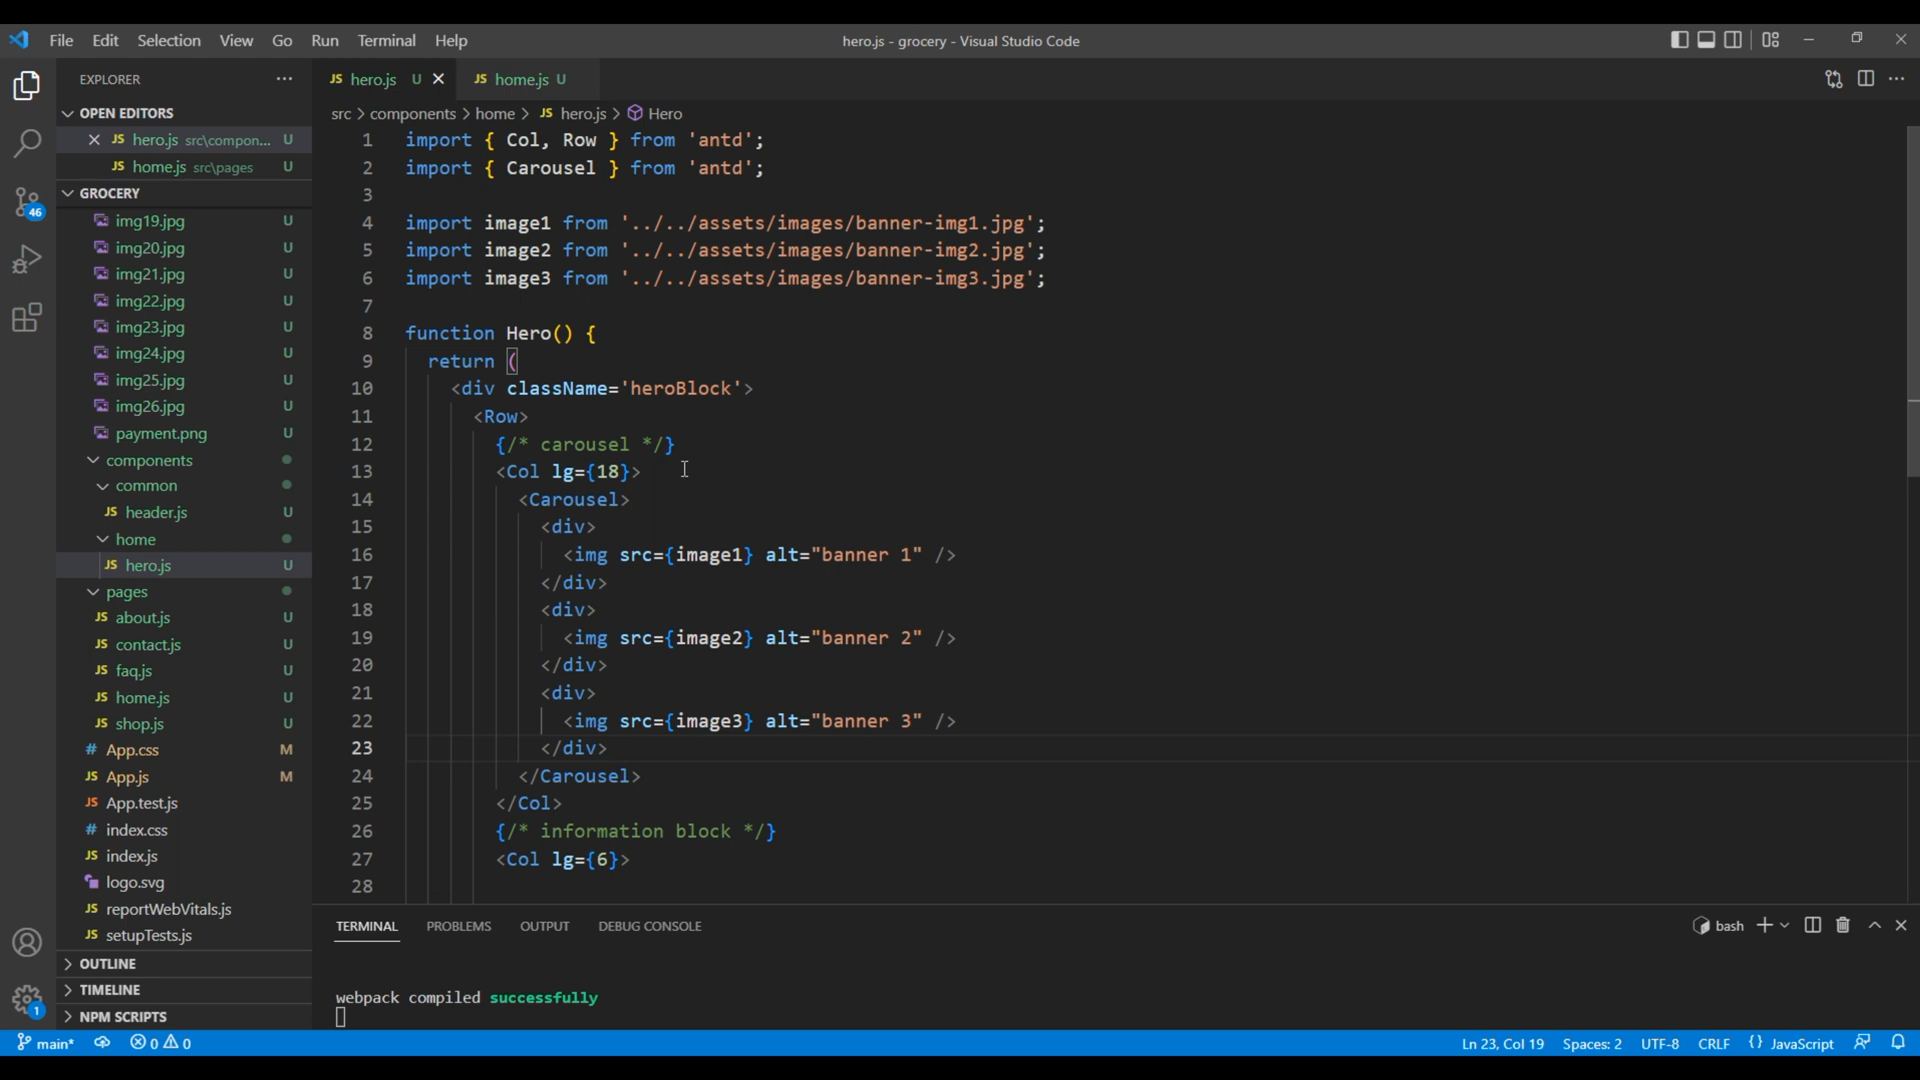 File Edit Selection View Go Run Terminal Help hero.js - grocery - Visual Studio Code
EXPLORER
OPEN EDITORS
JS hero.js src\compon... U
JS home.js src\pages U
GROCERY
img19.jpg U
img20.jpg U
img21.jpg U
img22.jpg U
img23.jpg U
img24.jpg U
img25.jpg U
img26.jpg U
payment.png U
components
common
JS header.js U
home
JS hero.js U
pages
JS about.js U
JS contact.js U
JS faq.js U
JS home.js U
JS shop.js U
# App.css M
JS App.js M
JS App.test.js
# index.css
JS index.js
logo.svg
JS reportWebVitals.js
JS setupTests.js
OUTLINE
TIMELINE
NPM SCRIPTS
46
1
JS hero.js U JS home.js U
src > components > home > JS hero.js > Hero
1 import { Col, Row } from 'antd';
2 import { Carousel } from 'antd';
3
4 import image1 from '../../assets/images/banner-img1.jpg';
5 import image2 from '../../assets/images/banner-img2.jpg';
6 import image3 from '../../assets/images/banner-img3.jpg';
7
8 function Hero() {
9 return (
10 <div className='heroBlock'>
11 <Row>
12 {/* carousel */}
13 <Col lg={18}>
14 <Carousel>
15 <div>
16 <img src={image1} alt="banner 1" />
17 </div>
18 <div>
19 <img src={image2} alt="banner 2" />
20 </div>
21 <div>
22 <img src={image3} alt="banner 3" />
23 </div>
24 </Carousel>
25 </Col>
26 {/* information block */}
27 <Col lg={6}>
28
TERMINAL PROBLEMS OUTPUT DEBUG CONSOLE bash
webpack compiled successfully
main* 0 0 Ln 23, Col 19 Spaces: 2 UTF-8 CRLF {} JavaScript